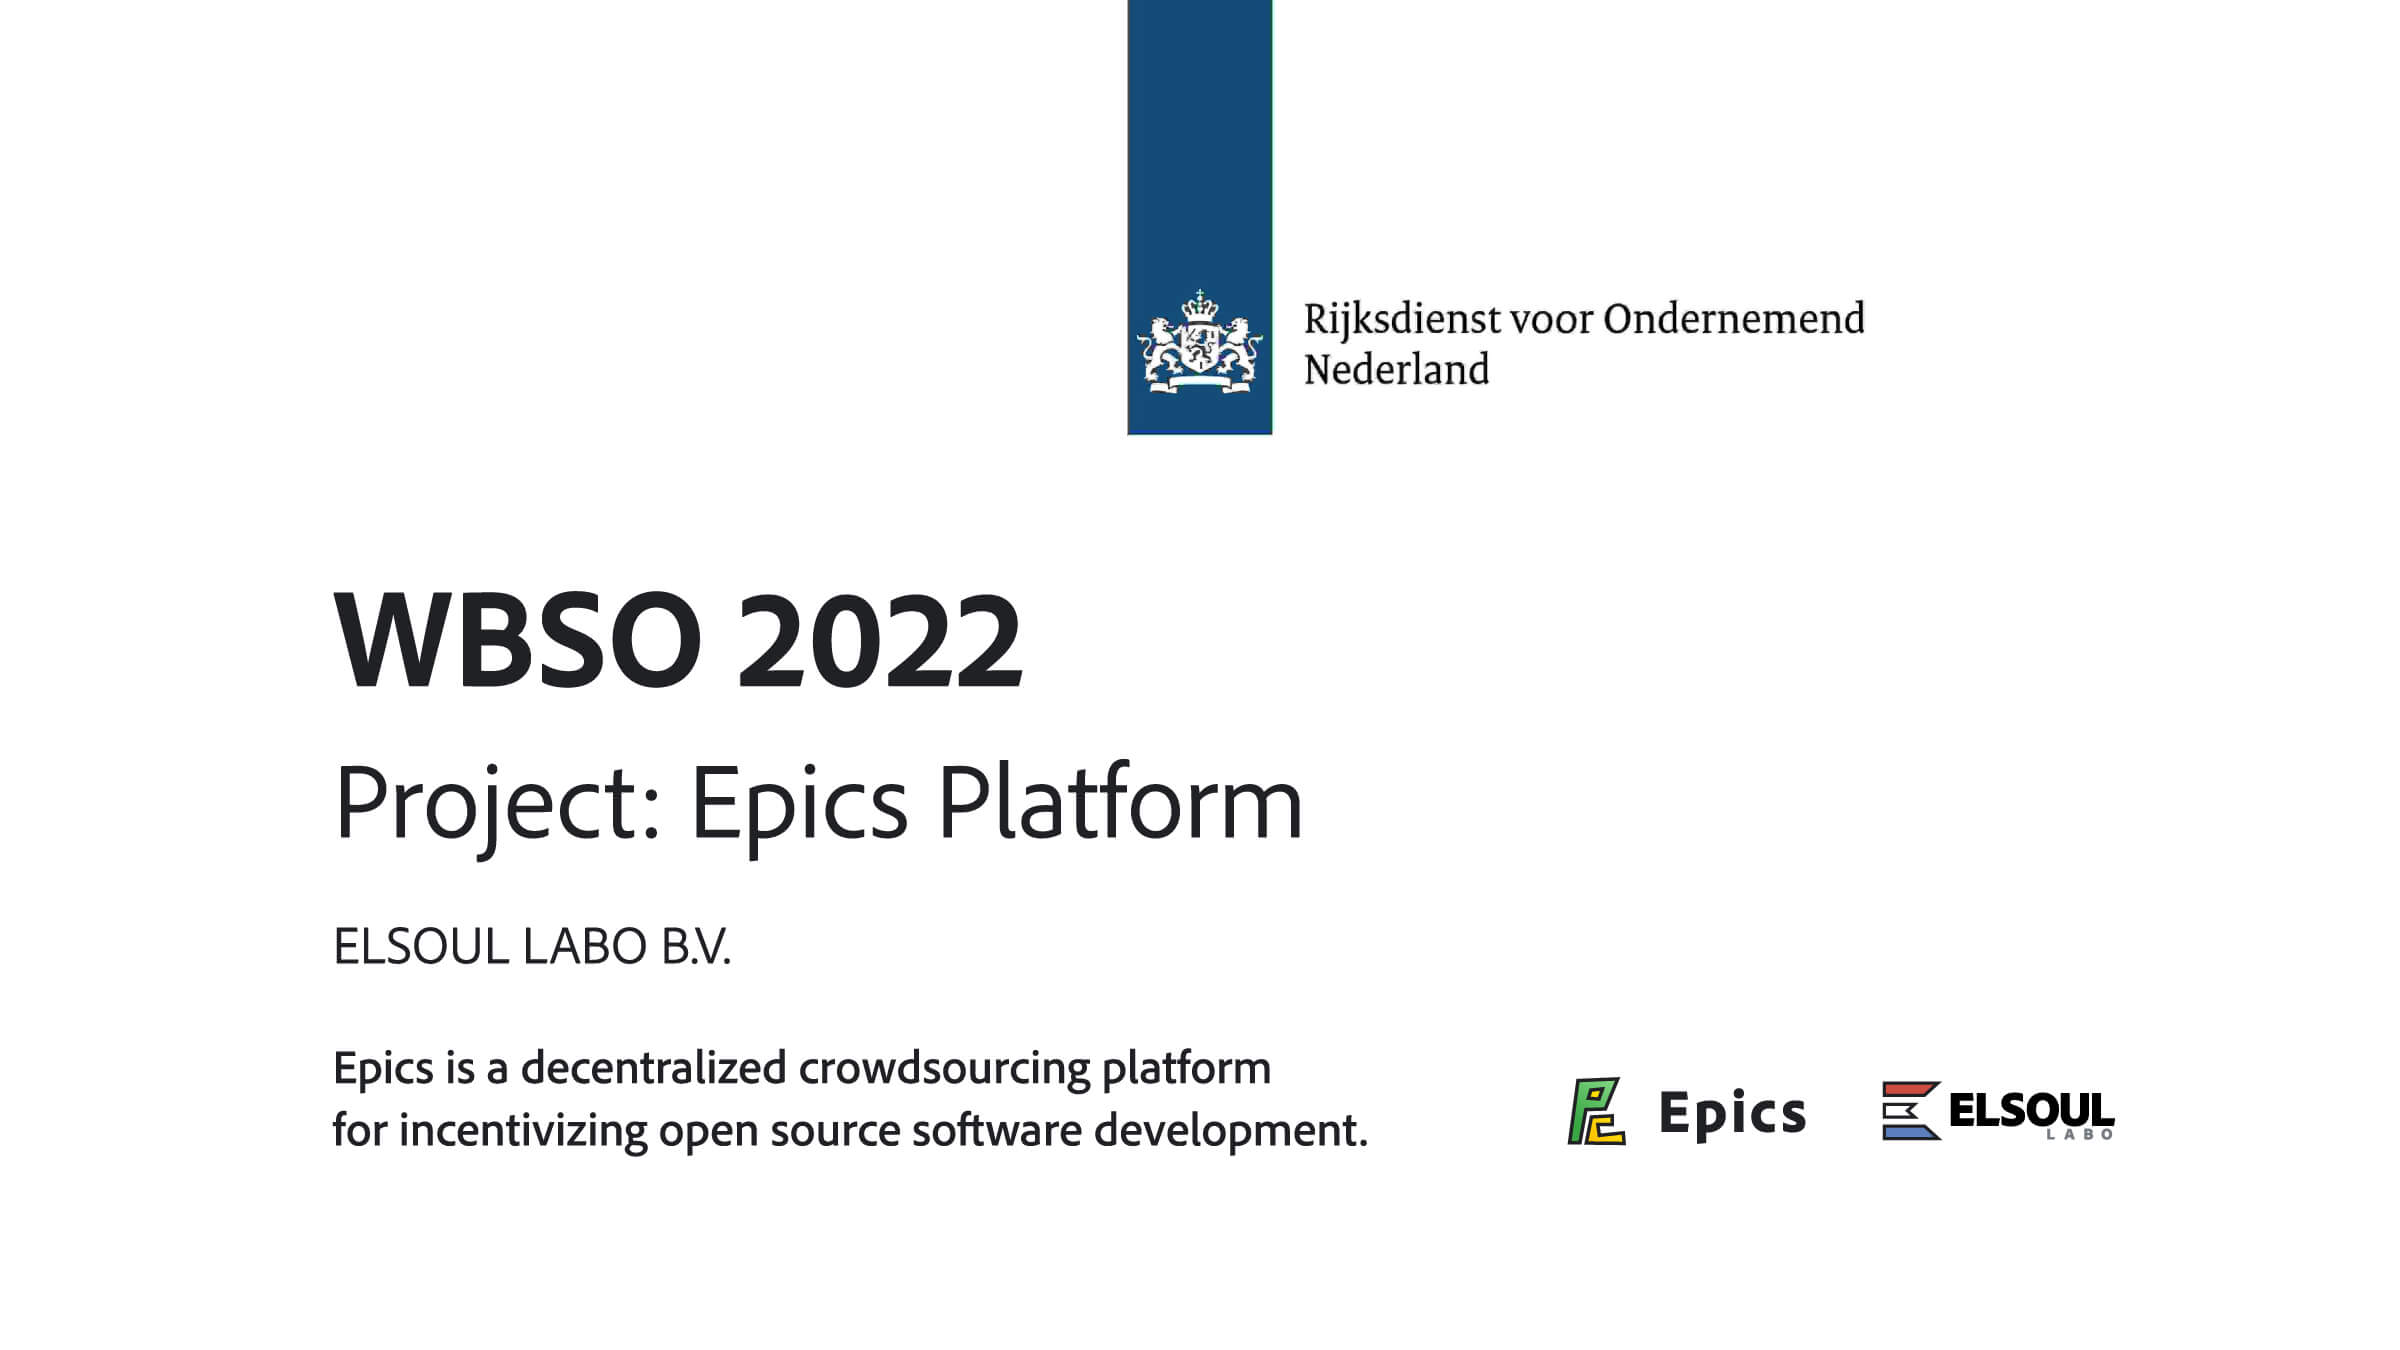 Rijksdienst voor Ondernemend
Nederland
WBSO 2022
Project: Epics Platform
ELSOUL LABO B.V.
Epics is a decentralized crowdsourcing platform
for incentivizing open source software development.
Epics
ELSOUL
LABO